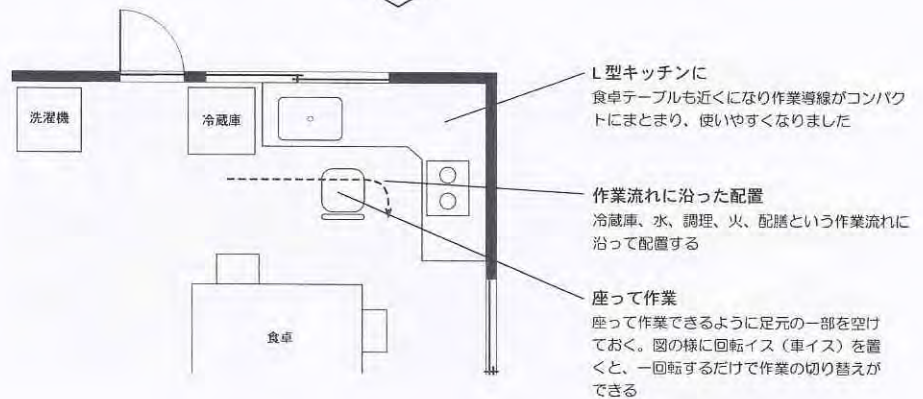 洗濯機
冷蔵庫
食卓
L型キッチンに
食卓テーブルも近くになり作業導線がコンパク
トにまとまり、使いやすくなりました
作業流れに沿った配置
冷蔵庫、水、調理、火、配膳という作業流れに
沿って配置する
座って作業
座って作業できるように足元の一部を空け
ておく。図の様に回転イス（車イス）を置
くと、一回転するだけで作業の切り替えが
できる